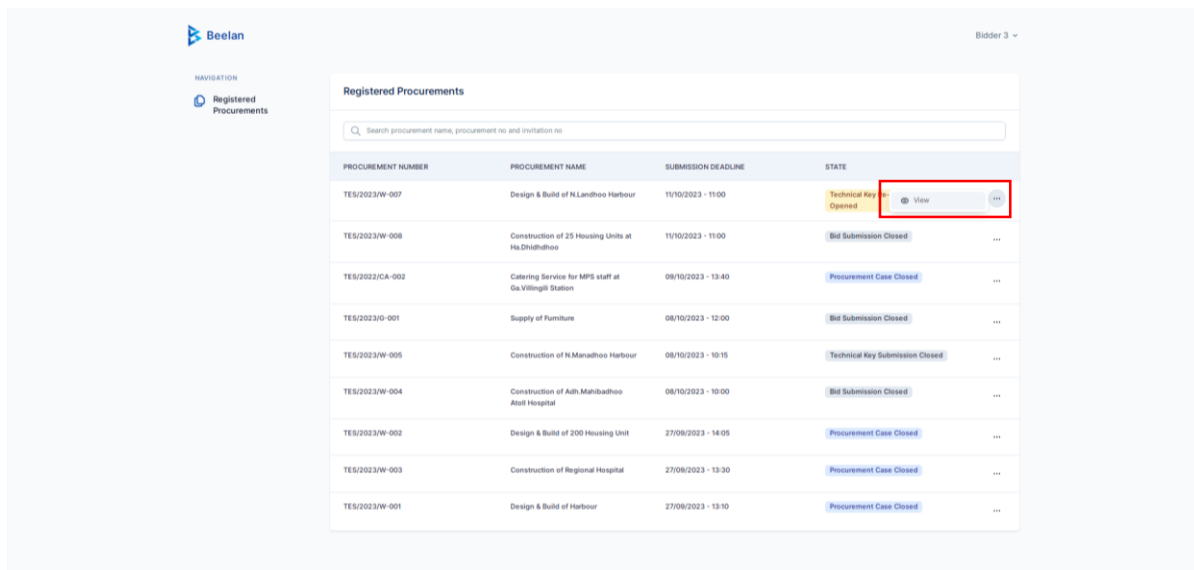 Beelan
Bidder 3
NAVIGATION
Registered
Procurements
Registered Procurements
Search procurement name, procurement no and invitation no
PROCUREMENT NUMBER PROCUREMENT NAME SUBMISSION DEADLINE STATE
TES/2023/W-007 Design & Build of N.Landhoo Harbour 11/10/2023 - 11:00 Technical Key Re-
Opened
View
TES/2023/W-008 Construction of 25 Housing Units at 11/10/2023 - 11:00 Bid Submission Closed
Ha.Dhidhdhoo
TES/2022/CA-002 Catering Service for MPS staff at 09/10/2023 - 13:40 Procurement Case Closed
Ga.Villingili Station
TES/2023/G-001 Supply of Furniture 08/10/2023 - 12:00 Bid Submission Closed
TES/2023/W-005 Construction of N.Manadhoo Harbour 08/10/2023 - 10:15 Technical Key Submission Closed
TES/2023/W-004 Construction of Adh.Mahibadhoo 08/10/2023 - 10:00 Bid Submission Closed
Atoll Hospital
TES/2023/W-002 Design & Build of 200 Housing Unit 27/09/2023 - 14:05 Procurement Case Closed
TES/2023/W-003 Construction of Regional Hospital 27/09/2023 - 13:30 Procurement Case Closed
TES/2023/W-001 Design & Build of Harbour 27/09/2023 - 13:10 Procurement Case Closed